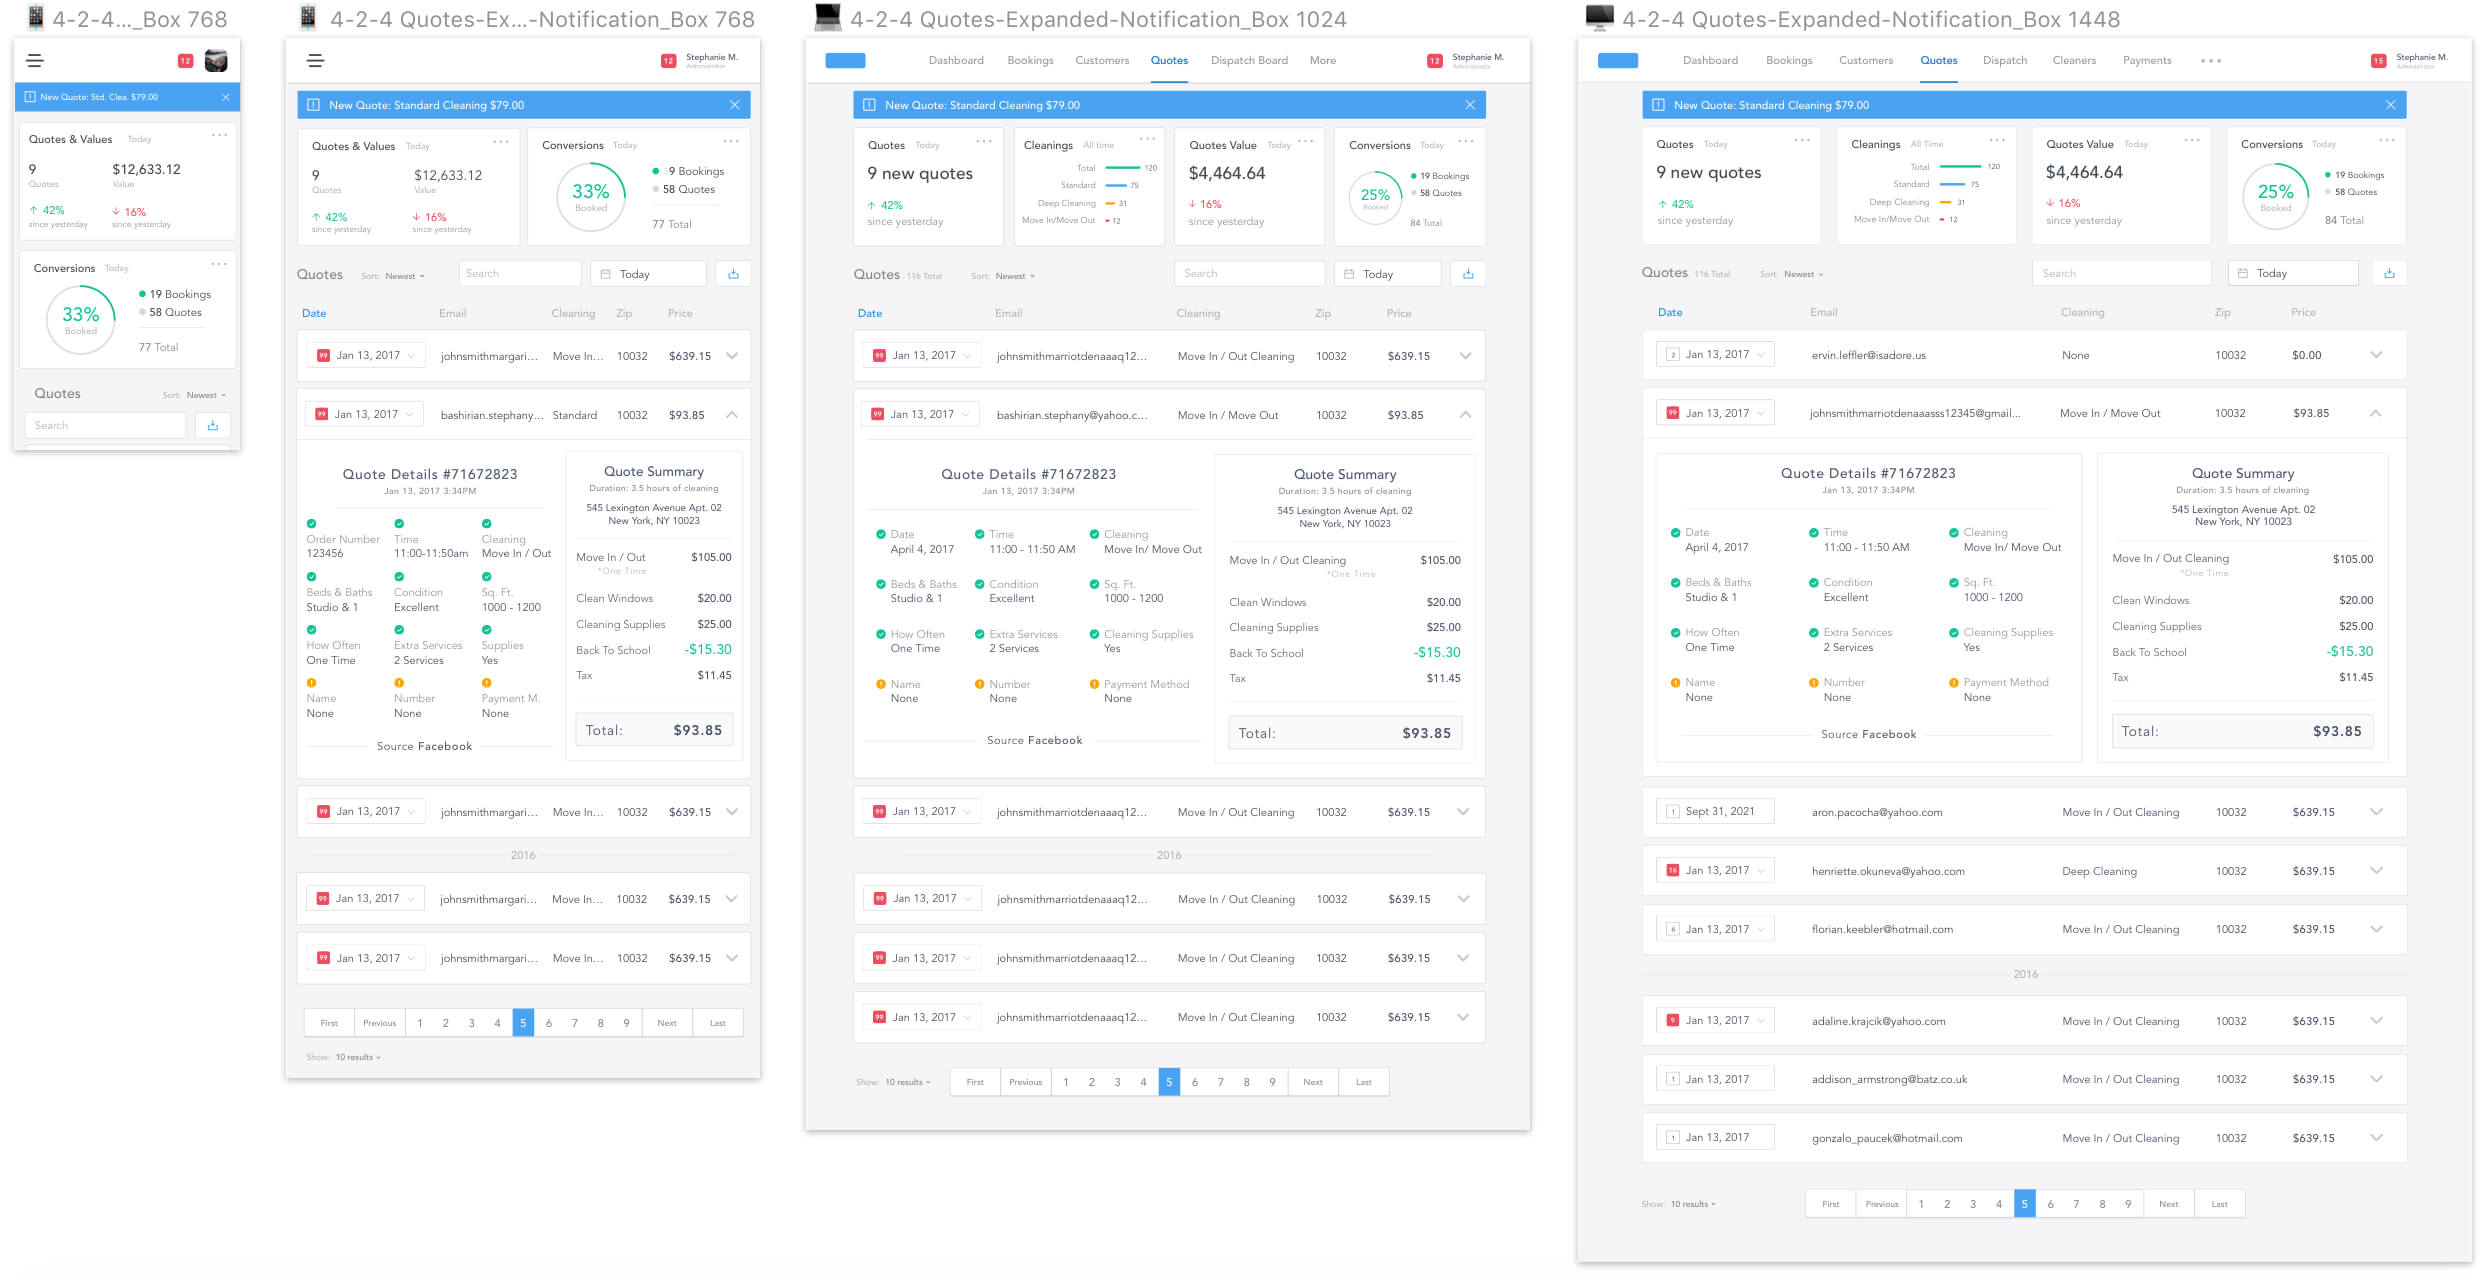 4-2-4..._Box 768
12
New Quote: Std. Clea. $79.00
Quotes & Values Today
9 $12,633.12
Quotes Value
42% 16%
since yesterday since yesterday
Conversions Today
33%
Booked
19 Bookings
58 Quotes
77 Total
Quotes Sort: Newest
Search
4-2-4 Quotes-Ex...-Notification_Box 768
12 Stephanie M.
Administrator
New Quote: Standard Cleaning $79.00
Quotes & Values Today
9 $12,633.12
Quotes Value
42% 16%
since yesterday since yesterday
Conversions Today
33%
Booked
19 Bookings
58 Quotes
77 Total
Quotes Sort: Newest Search Today
Date Email Cleaning Zip Price
99 Jan 13, 2017 johnsmithmargari... Move In... 10032 $639.15
99 Jan 13, 2017 bashirian.stephany... Standard 10032 $93.85
Quote Details #71672823
Jan 13, 2017 3:34PM
Order Number Time Cleaning
123456 11:00-11:50am Move In / Out
Beds & Baths Condition Sq. Ft.
Studio & 1 Excellent 1000 - 1200
How Often Extra Services Supplies
One Time 2 Services Yes
Name Number Payment M.
None None None
Source Facebook
Quote Summary
Duration: 3.5 hours of cleaning
545 Lexington Avenue Apt. 02
New York, NY 10023
Move In / Out $105.00
*One Time
Clean Windows $20.00
Cleaning Supplies $25.00
Back To School -$15.30
Tax $11.45
Total: $93.85
99 Jan 13, 2017 johnsmithmargari... Move In... 10032 $639.15
2016
99 Jan 13, 2017 johnsmithmargari... Move In... 10032 $639.15
99 Jan 13, 2017 johnsmithmargari... Move In... 10032 $639.15
First Previous 1 2 3 4 5 6 7 8 9 Next Last
Show: 10 results
4-2-4 Quotes-Expanded-Notification_Box 1024
Dashboard Bookings Customers Quotes Dispatch Board More 12 Stephanie M.
Administrator
New Quote: Standard Cleaning $79.00
Quotes Today
9 new quotes
42%
since yesterday
Cleanings All time
Total 120
Standard 75
Deep Cleaning 31
Move In/Move Out 12
Quotes Value Today
$4,464.64
16%
since yesterday
Conversions Today
25%
Booked
19 Bookings
58 Quotes
84 Total
Quotes 116 Total Sort: Newest Search Today
Date Email Cleaning Zip Price
99 Jan 13, 2017 johnsmithmarriotdenaaaq12... Move In / Out Cleaning 10032 $639.15
99 Jan 13, 2017 bashirian.stephany@yahoo.c... Move In / Move Out 10032 $93.85
Quote Details #71672823
Jan 13, 2017 3:34PM
Date Time Cleaning
April 4, 2017 11:00 - 11:50 AM Move In/ Move Out
Beds & Baths Condition Sq. Ft.
Studio & 1 Excellent 1000 - 1200
How Often Extra Services Cleaning Supplies
One Time 2 Services Yes
Name Number Payment Method
None None None
Source Facebook
Quote Summary
Duration: 3.5 hours of cleaning
545 Lexington Avenue Apt. 02
New York, NY 10023
Move In / Out Cleaning $105.00
*One Time
Clean Windows $20.00
Cleaning Supplies $25.00
Back To School -$15.30
Tax $11.45
Total: $93.85
99 Jan 13, 2017 johnsmithmarriotdenaaaq12... Move In / Out Cleaning 10032 $639.15
2016
99 Jan 13, 2017 johnsmithmarriotdenaaaq12... Move In / Out Cleaning 10032 $639.15
99 Jan 13, 2017 johnsmithmarriotdenaaaq12... Move In / Out Cleaning 10032 $639.15
99 Jan 13, 2017 johnsmithmarriotdenaaaq12... Move In / Out Cleaning 10032 $639.15
Show: 10 results First Previous 1 2 3 4 5 6 7 8 9 Next Last
4-2-4 Quotes-Expanded-Notification_Box 1448
Dashboard Bookings Customers Quotes Dispatch Cleaners Payments 15 Stephanie M.
Administrator
New Quote: Standard Cleaning $79.00
Quotes Today
9 new quotes
42%
since yesterday
Cleanings All Time
Total 120
Standard 75
Deep Cleaning 31
Move In/Move Out 12
Quotes Value Today
$4,464.64
16%
since yesterday
Conversions Today
25%
Booked
19 Bookings
58 Quotes
84 Total
Quotes 116 Total Sort: Newest Search Today
Date Email Cleaning Zip Price
2 Jan 13, 2017 ervin.leffler@isadore.us None 10032 $0.00
99 Jan 13, 2017 johnsmithmarriotdenaaasss12345@gmail... Move In / Move Out 10032 $93.85
Quote Details #71672823
Jan 13, 2017 3:34PM
Date Time Cleaning
April 4, 2017 11:00 - 11:50 AM Move In/ Move Out
Beds & Baths Condition Sq. Ft.
Studio & 1 Excellent 1000 - 1200
How Often Extra Services Cleaning Supplies
One Time 2 Services Yes
Name Number Payment Method
None None None
Source Facebook
Quote Summary
Duration: 3.5 hours of cleaning
545 Lexington Avenue Apt. 02
New York, NY 10023
Move In / Out Cleaning $105.00
*One Time
Clean Windows $20.00
Cleaning Supplies $25.00
Back To School -$15.30
Tax $11.45
Total: $93.85
1 Sept 31, 2021 aron.pacocha@yahoo.com Move In / Out Cleaning 10032 $639.15
16 Jan 13, 2017 henriette.okuneva@yahoo.com Deep Cleaning 10032 $639.15
6 Jan 13, 2017 florian.keebler@hotmail.com Move In / Out Cleaning 10032 $639.15
2016
9 Jan 13, 2017 adaline.krajcik@yahoo.com Move In / Out Cleaning 10032 $639.15
1 Jan 13, 2017 addison_armstrong@batz.co.uk Move In / Out Cleaning 10032 $639.15
1 Jan 13, 2017 gonzalo_paucek@hotmail.com Move In / Out Cleaning 10032 $639.15
Show: 10 results First Previous 1 2 3 4 5 6 7 8 9 Next Last